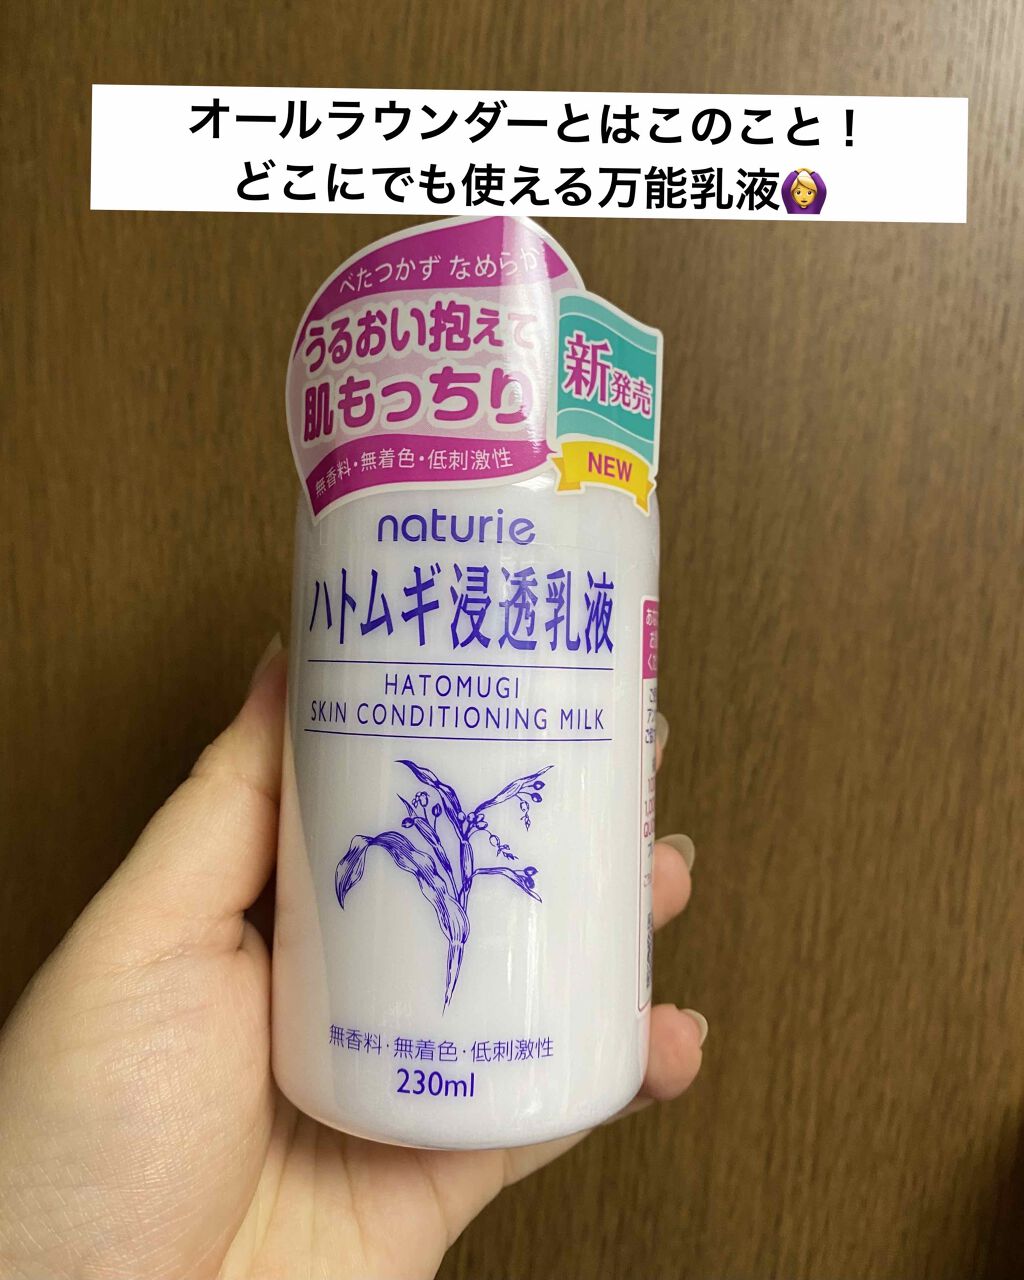 オールラウンダーとはこのこと！
どこにでも使える万能乳液🙆
べたつかず なめらか
うるおい抱えて
肌もっちり
無香料・無着色・低刺激性
新発売
NEW
naturie
ハトムギ浸透乳液
HATOMUGI
SKIN CONDITIONING MILK
無香料・無着色・低刺激性
230ml